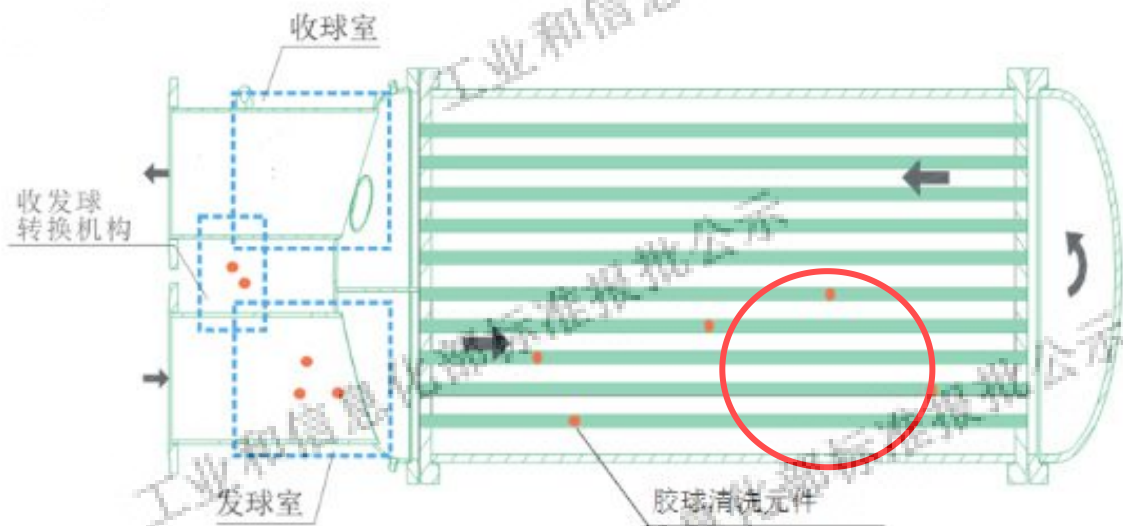 收球室
工业和信息
收发球
转换机构
工业和信息化部标准报批公示
发球室
胶球清洗元件
息化部标准报批公示